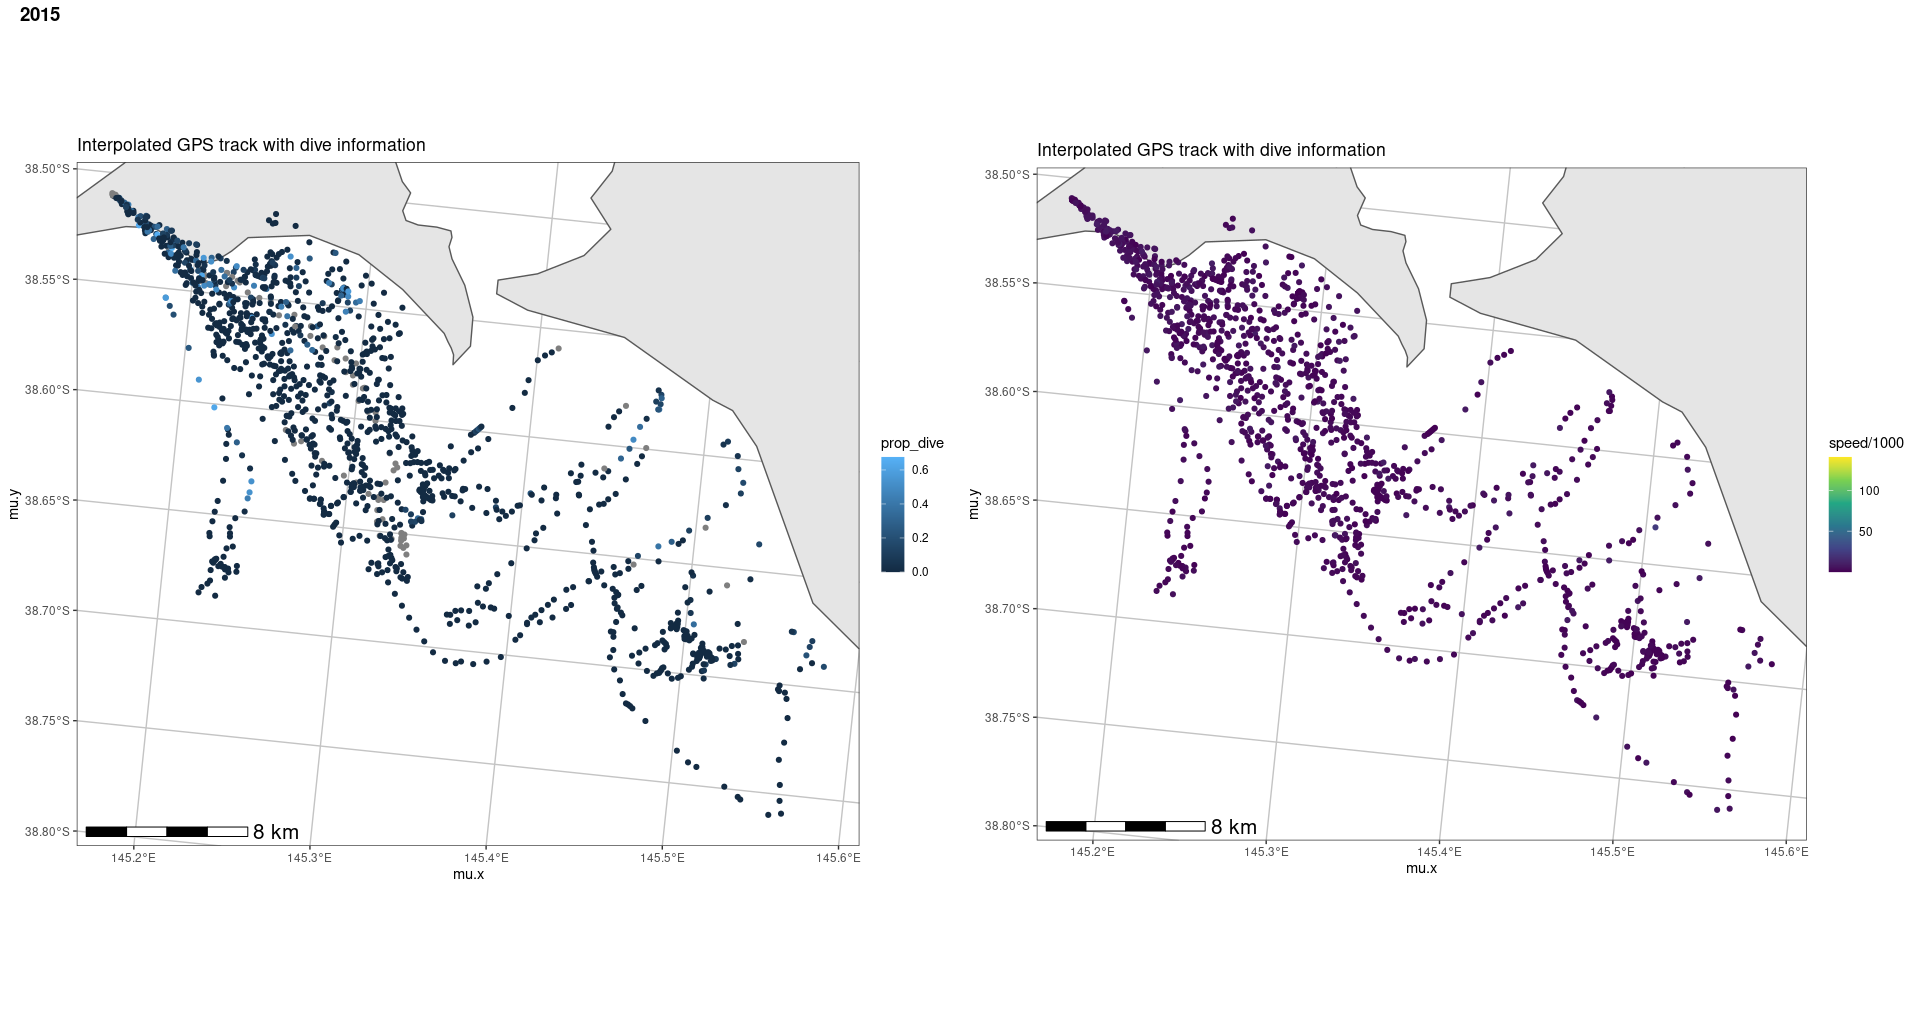 2015
Interpolated GPS track with dive information
38.50°S
38.55°S
38.60°S
38.65°S
38.70°S
38.75°S
38.80°S
mu.y
8 km
145.2°E 145.3°E 145.4°E 145.5°E 145.6°E
mu.x
prop_dive
0.6
0.4
0.2
0.0
Interpolated GPS track with dive information
38.50°S
38.55°S
38.60°S
38.65°S
38.70°S
38.75°S
38.80°S
mu.y
8 km
145.2°E 145.3°E 145.4°E 145.5°E 145.6°E
mu.x
speed/1000
100
50